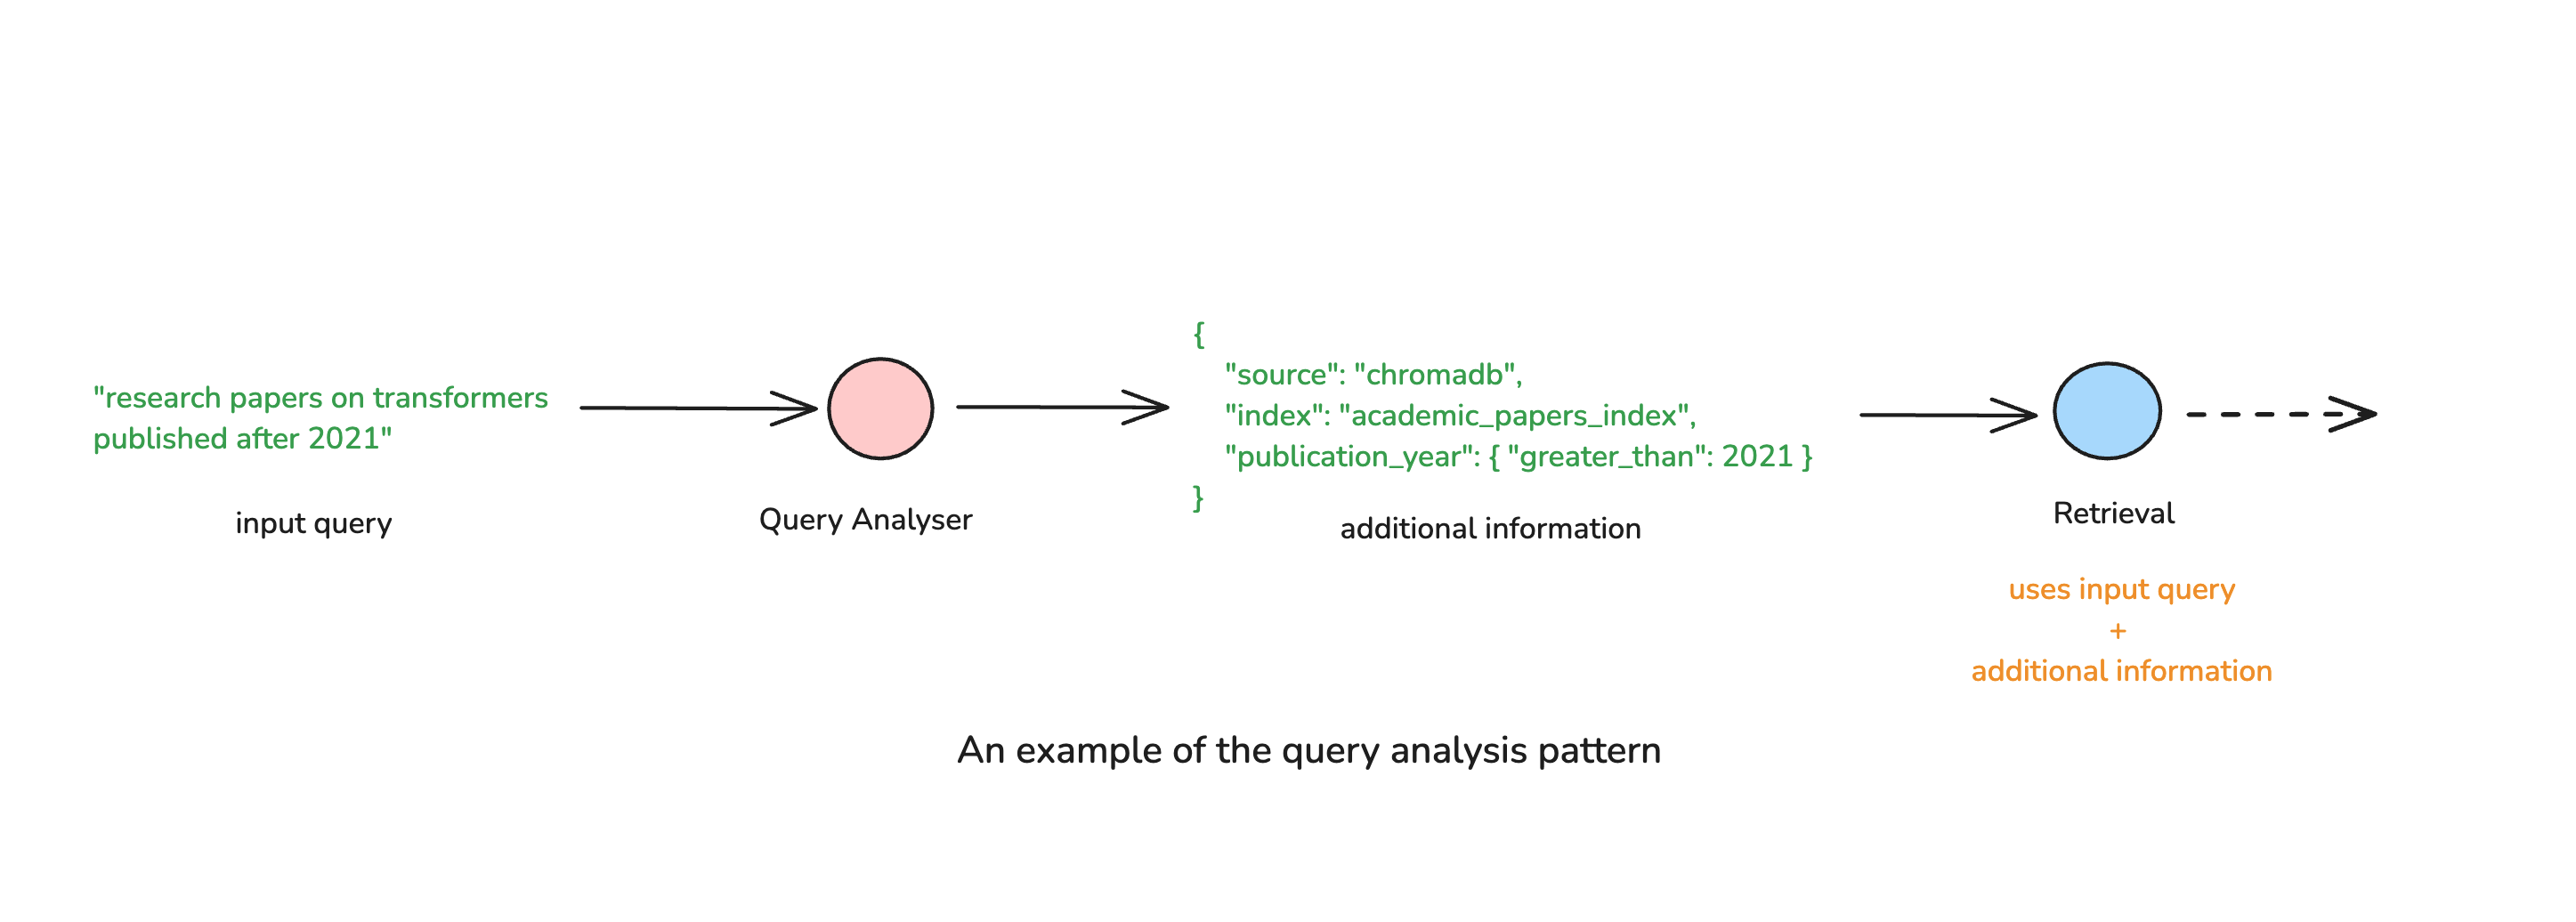 "research papers on transformers
published after 2021"
input query
Query Analyser
{
"source": "chromadb",
"index": "academic_papers_index",
"publication_year": { "greater_than": 2021 }
}
additional information
Retrieval
uses input query
+
additional information
An example of the query analysis pattern